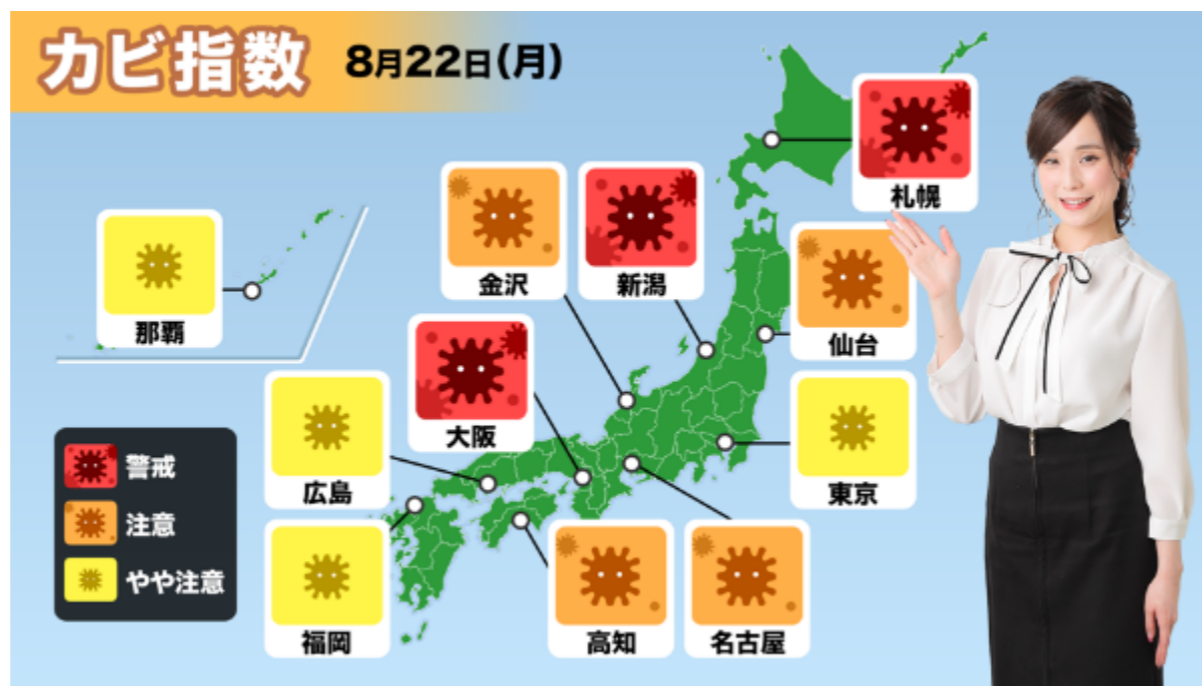 カビ指数 8月22日(月)
札幌
金沢
新潟
仙台
那覇
大阪
広島
東京
福岡
高知
名古屋
警戒
注意
やや注意